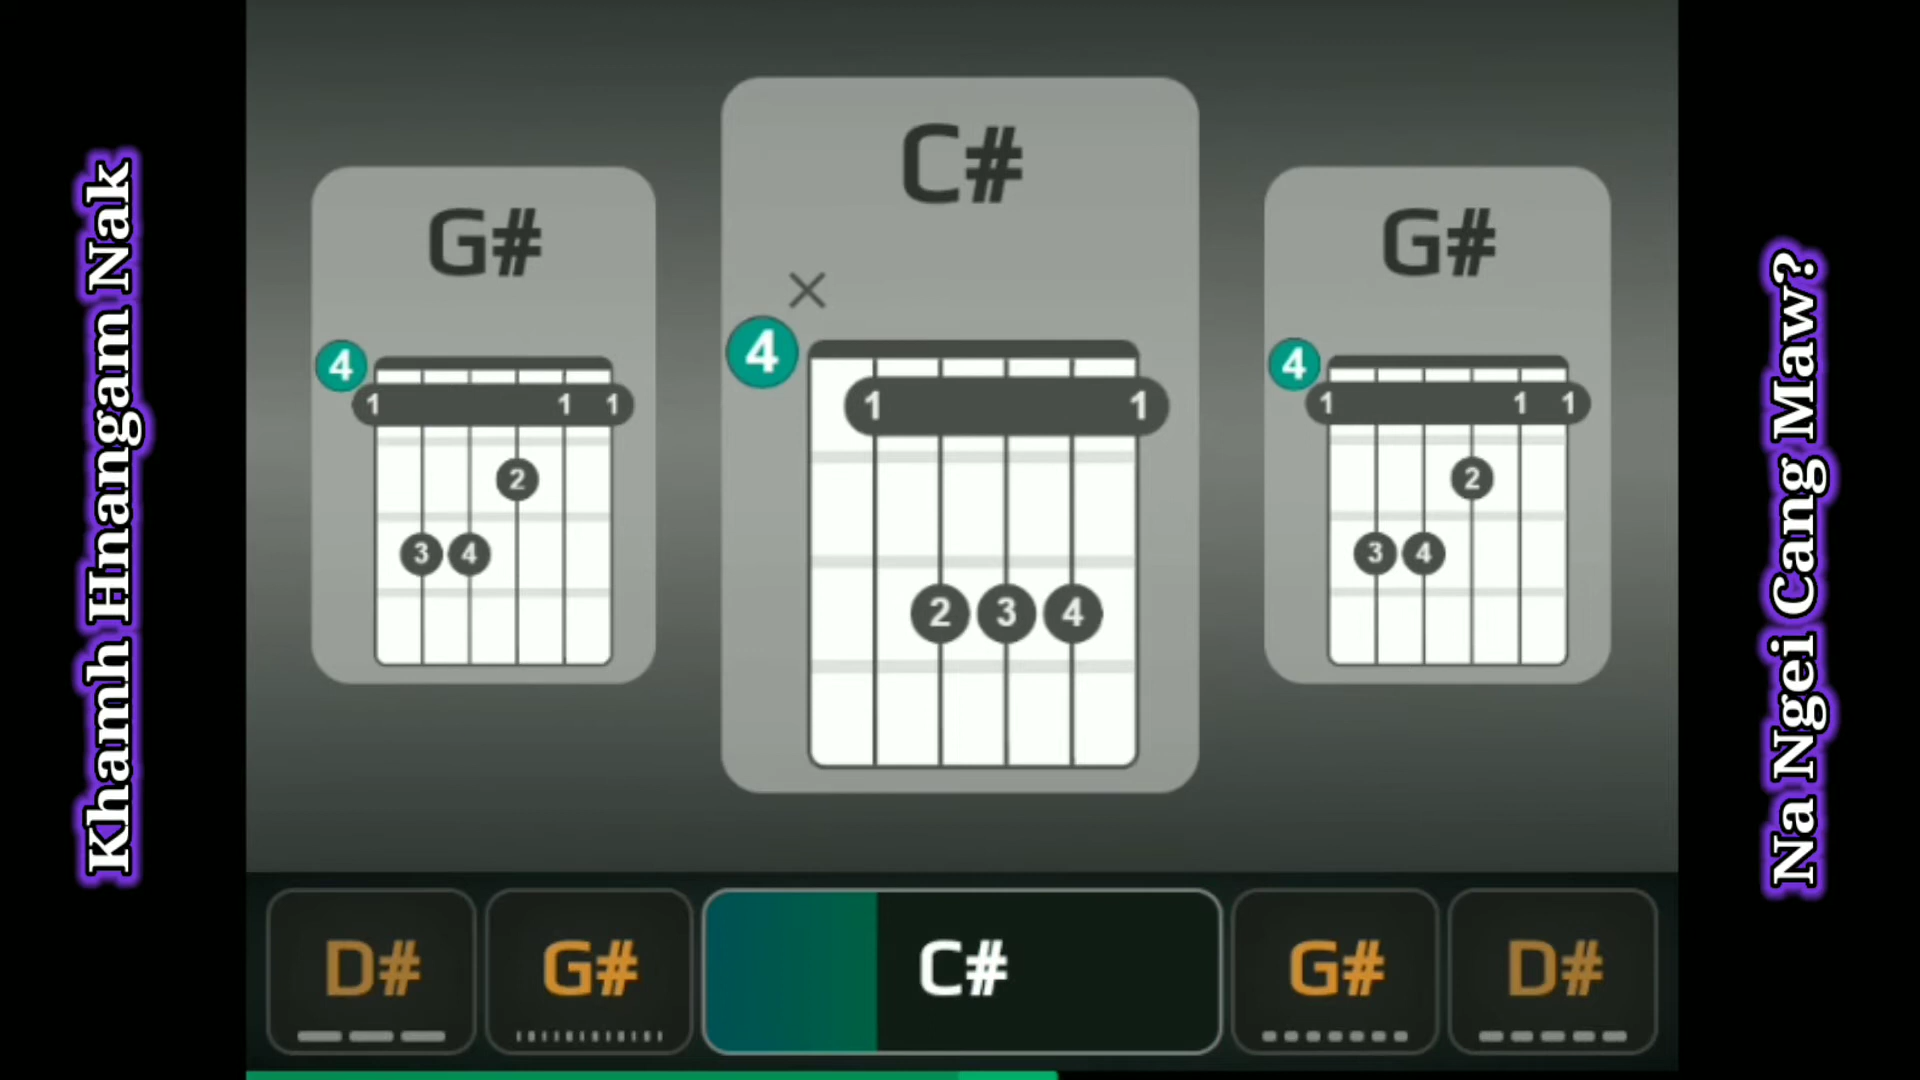 Khamh Hnangam Nak
G#
4
1 1 1
2
3 4
C#
×
4
1 1
2 3 4
G#
4
1 1 1
2
3 4
D#
G#
C#
G#
D#
Na Ngei Cang Maw?